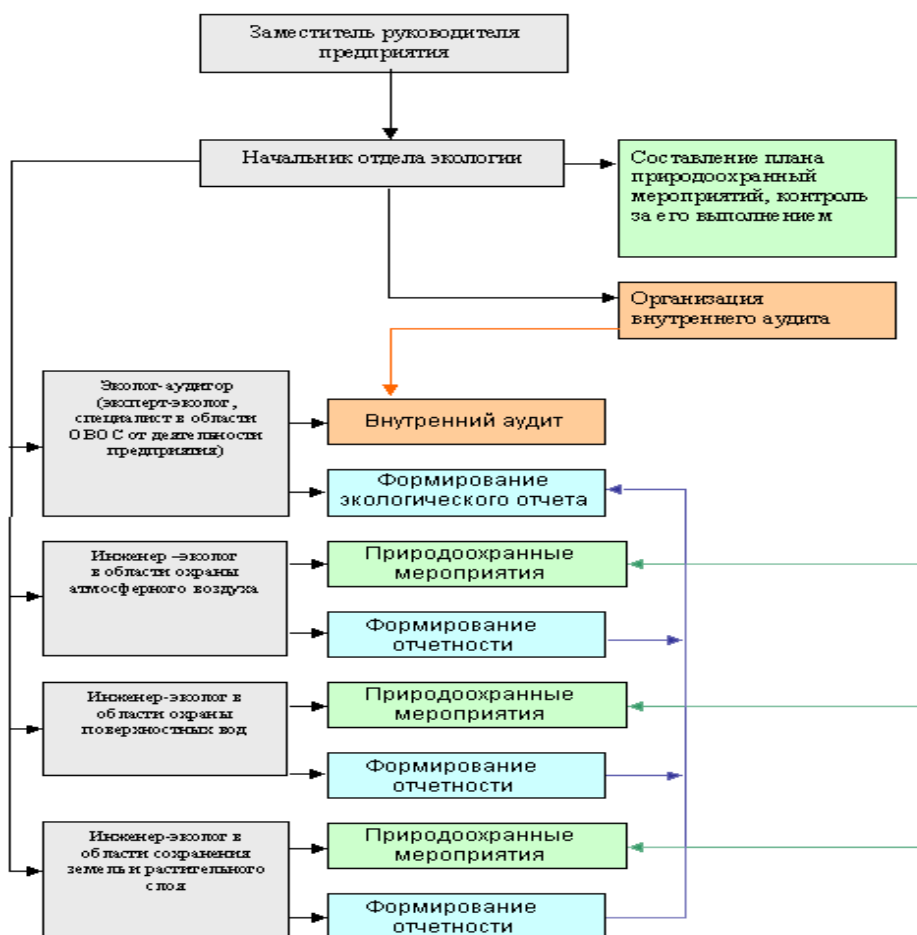 Заместитель руководителя
предприятия
Начальник отдела экологии
Составление плана
природоохранный
мероприятий, контроль
за его выполнением
Организация
внутреннего аудита
Эколог-аудитор
(эксперт-эколог,
специалист в области
ОВОС от деятельности
предприятия)
Внутренний аудит
Формирование
экологического отчета
Инженер –эколог
в области охраны
атмосферного воздуха
Природоохранные
мероприятия
Формирование
отчетности
Инженер-эколог в
области охраны
поверхностных вод
Природоохранные
мероприятия
Формирование
отчетности
Инженер-эколог в
области сохранения
земель и растительного
слоя
Природоохранные
мероприятия
Формирование
отчетности